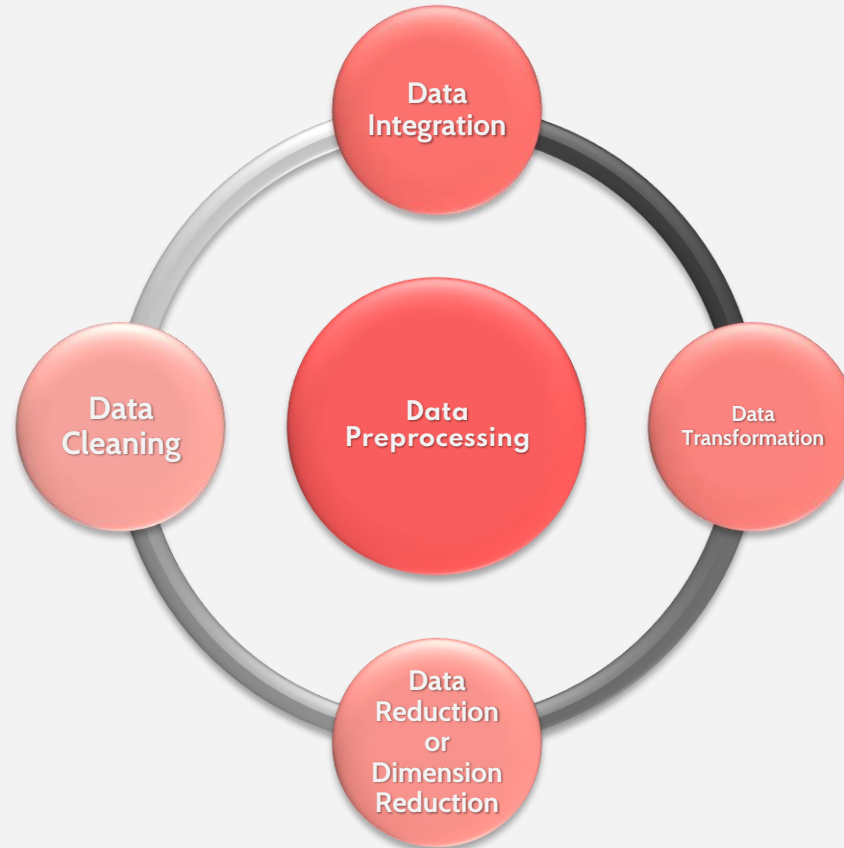 Data
Integration
Data
Cleaning
Data
Preprocessing
Data
Transformation
Data
Reduction
or
Dimension
Reduction